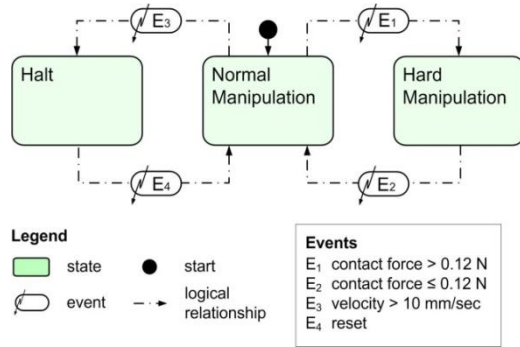 E3
E1
Halt
Normal
Manipulation
Hard
Manipulation
E4
E2
Legend
state
start
event
logical
relationship
Events
E1 contact force > 0.12 N
E2 contact force ≤ 0.12 N
E3 velocity > 10 mm/sec
E4 reset